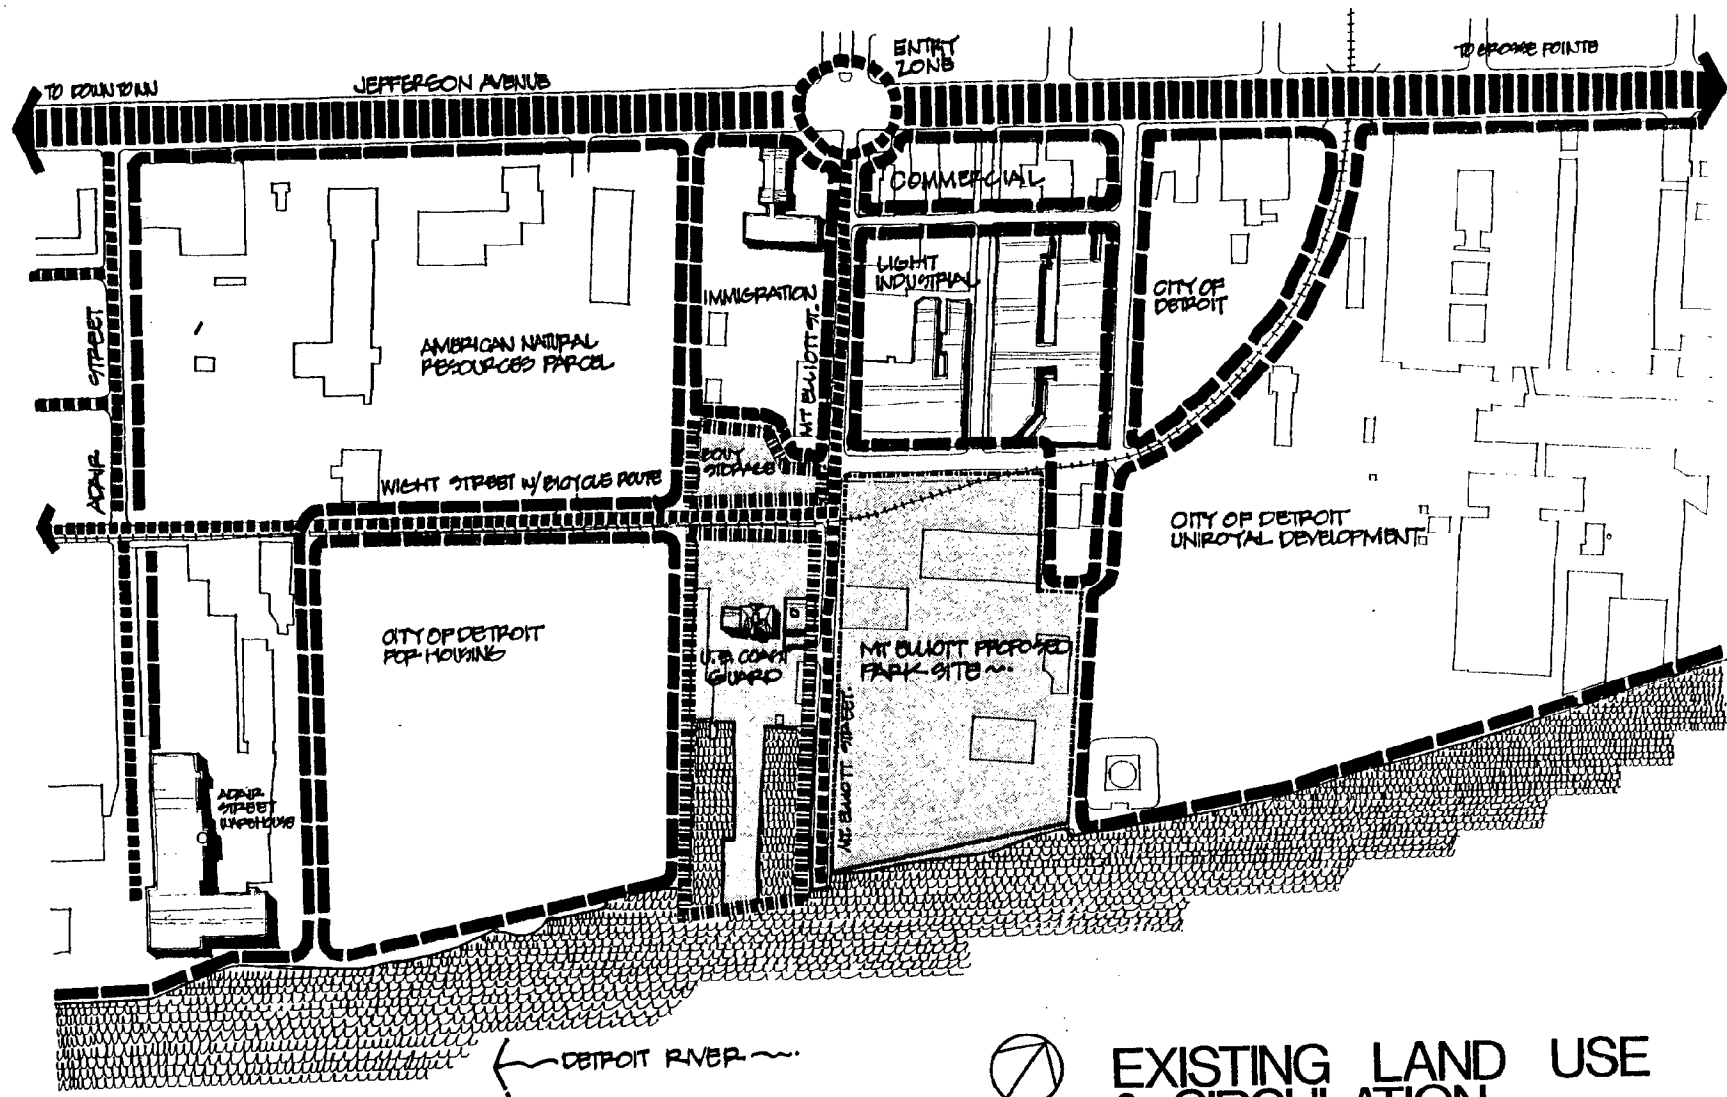 ENTRY
ZONE
TO GROSSE POINTE
TO DOWNTOWN
JEFFERSON AVENUE
COMMERCIAL
LIGHT
INDUSTRIAL
IMMIGRATION
CITY OF
DETROIT
ADAIR STREET
AMERICAN NATURAL
RESOURCES PARCEL
MT ELLIOTT ST.
BOUY
STORAGE
WIGHT STREET W/ BICYCLE ROUTE
CITY OF DETROIT
UNIROYAL DEVELOPMENT
CITY OF DETROIT
FOR HOUSING
U.S. COAST
GUARD
MT ELLIOTT PROPOSED
PARK SITE
MT. ELLIOTT STREET
ADAIR
STREET
WAREHOUSE
DETROIT RIVER
EXISTING LAND USE
& CIRCULATION